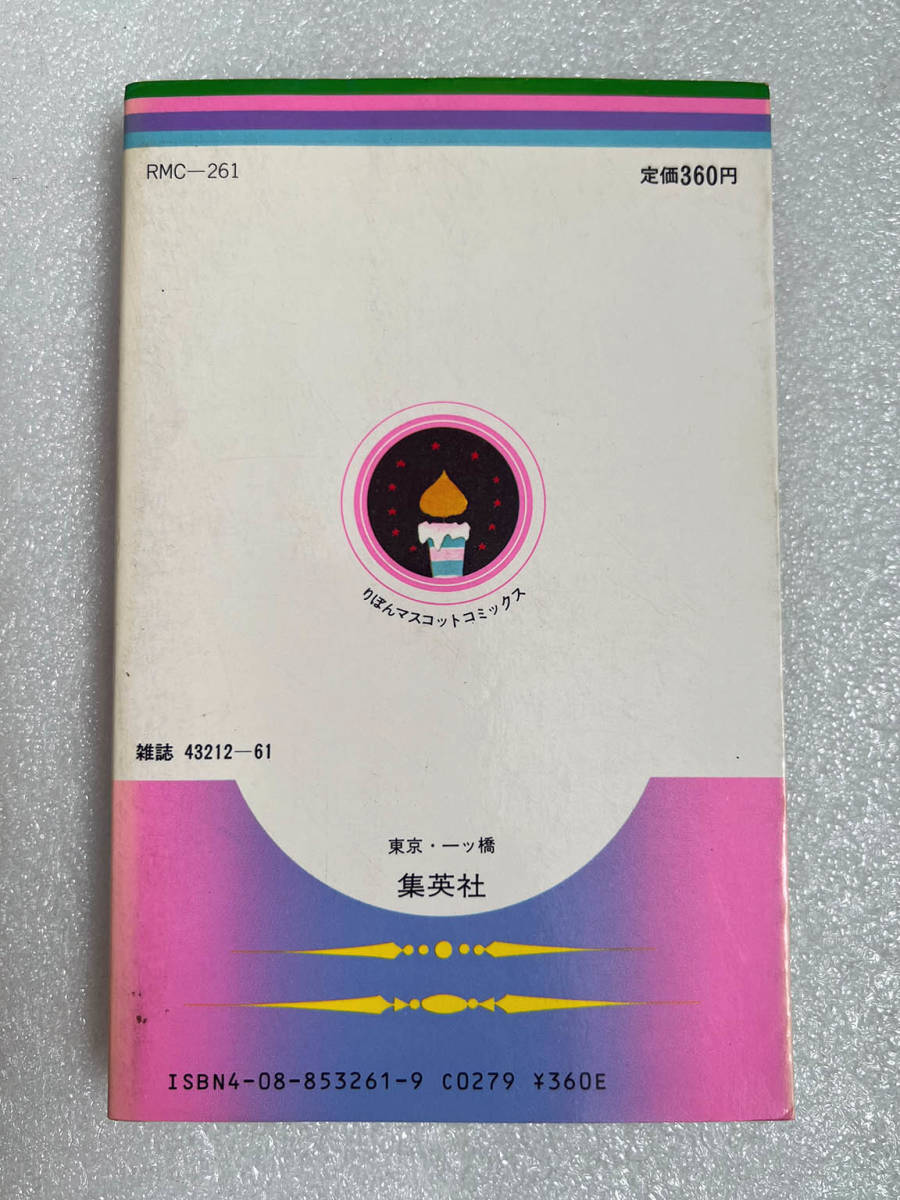 RMC—261
定価360円
りぼんマスコットコミックス
雑誌 43212—61
東京・一ッ橋
集英社
ISBN4-08-853261-9 C0279 ¥360E